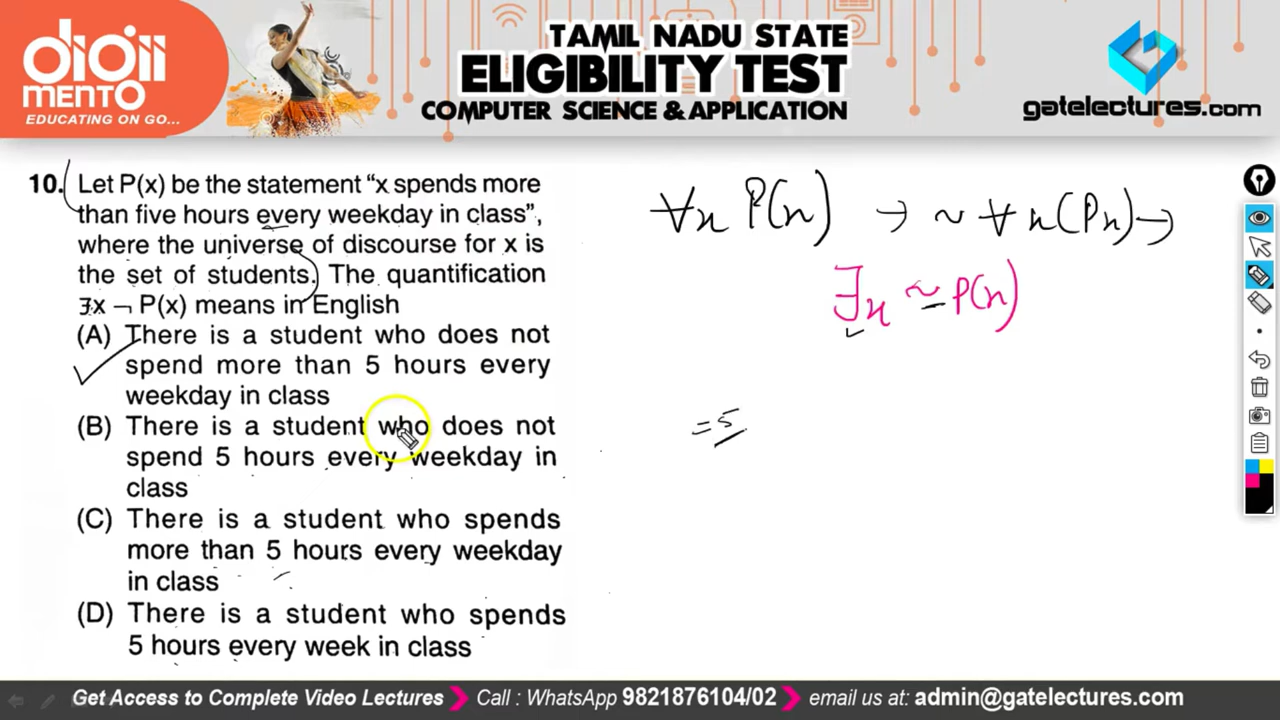 digii
MENTO
EDUCATING ON GO...
TAMIL NADU STATE
ELIGIBILITY TEST
COMPUTER SCIENCE & APPLICATION
gatelectures.com
10. Let P(x) be the statement “x spends more
than five hours every weekday in class”,
where the universe of discourse for x is
the set of students. The quantification
∃x ¬ P(x) means in English
(A) There is a student who does not
spend more than 5 hours every
weekday in class
(B) There is a student who does not
spend 5 hours every weekday in
class
(C) There is a student who spends
more than 5 hours every weekday
in class
(D) There is a student who spends
5 hours every week in class
∀x P(x) → ~ ∀x(Px) →
∃x ~ P(x)
= 5
Get Access to Complete Video Lectures Call : WhatsApp 9821876104/02 email us at: admin@gatelectures.com